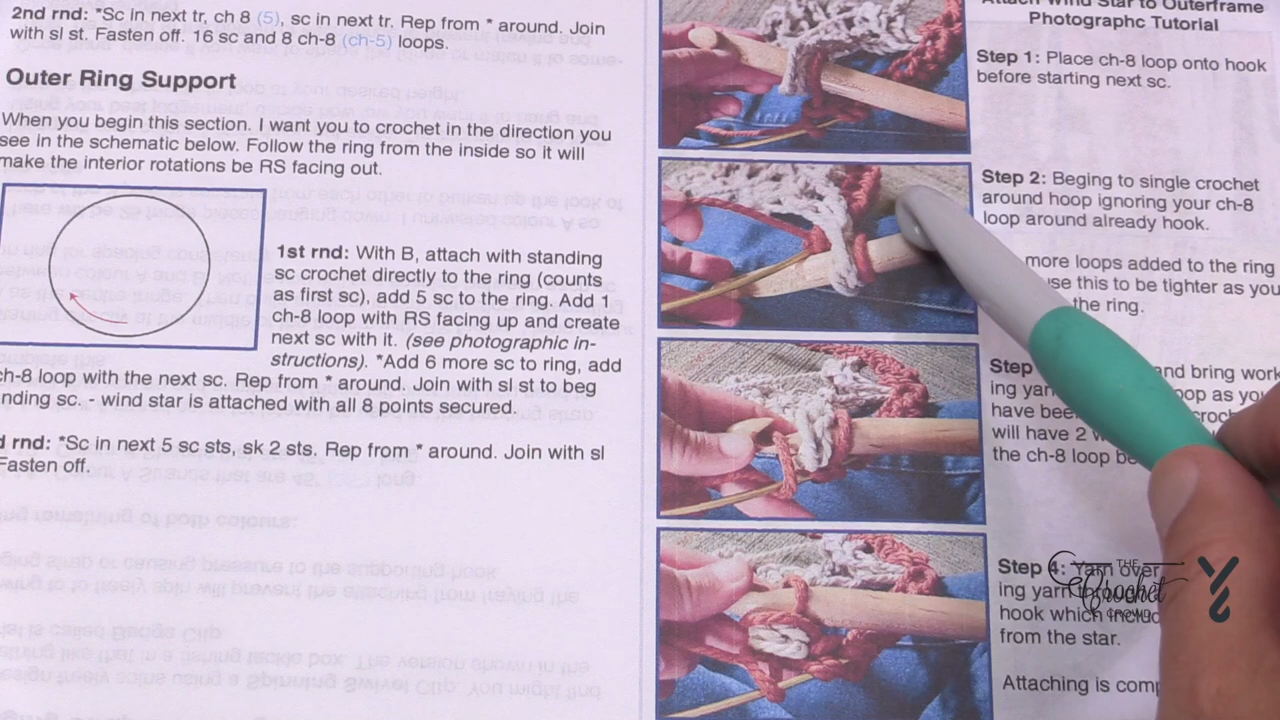 2nd rnd: *Sc in next tr, ch 8 (5), sc in next tr. Rep from * around. Join
with sl st. Fasten off. 16 sc and 8 ch-8 (ch-5) loops.
Outer Ring Support
When you begin this section. I want you to crochet in the direction you
see in the schematic below. Follow the ring from the inside so it will
make the interior rotations be RS facing out.
1st rnd: With B, attach with standing
sc crochet directly to the ring (counts
as first sc), add 5 sc to the ring. Add 1
ch-8 loop with RS facing up and create
next sc with it. (see photographic in-
structions). *Add 6 more sc to ring, add
ch-8 loop with the next sc. Rep from * around. Join with sl st to beg
nding sc. - wind star is attached with all 8 points secured.
d rnd: *Sc in next 5 sc sts, sk 2 sts. Rep from * around. Join with sl
Fasten off.
Attach Wind Star to Outerframe
Photographc Tutorial
Step 1: Place ch-8 loop onto hook
before starting next sc.
Step 2: Beging to single crochet
around hoop ignoring your ch-8
loop around already hook.
more loops added to the ring
use this to be tighter as you
the ring.
Step and bring work
ing yarn oop as you
have been croch
will have 2
the ch-8 loop
Step 4: Yarn over
ing yarn
hook which includ
from the star.
Attaching is comp
THE
Crochet
CROWD